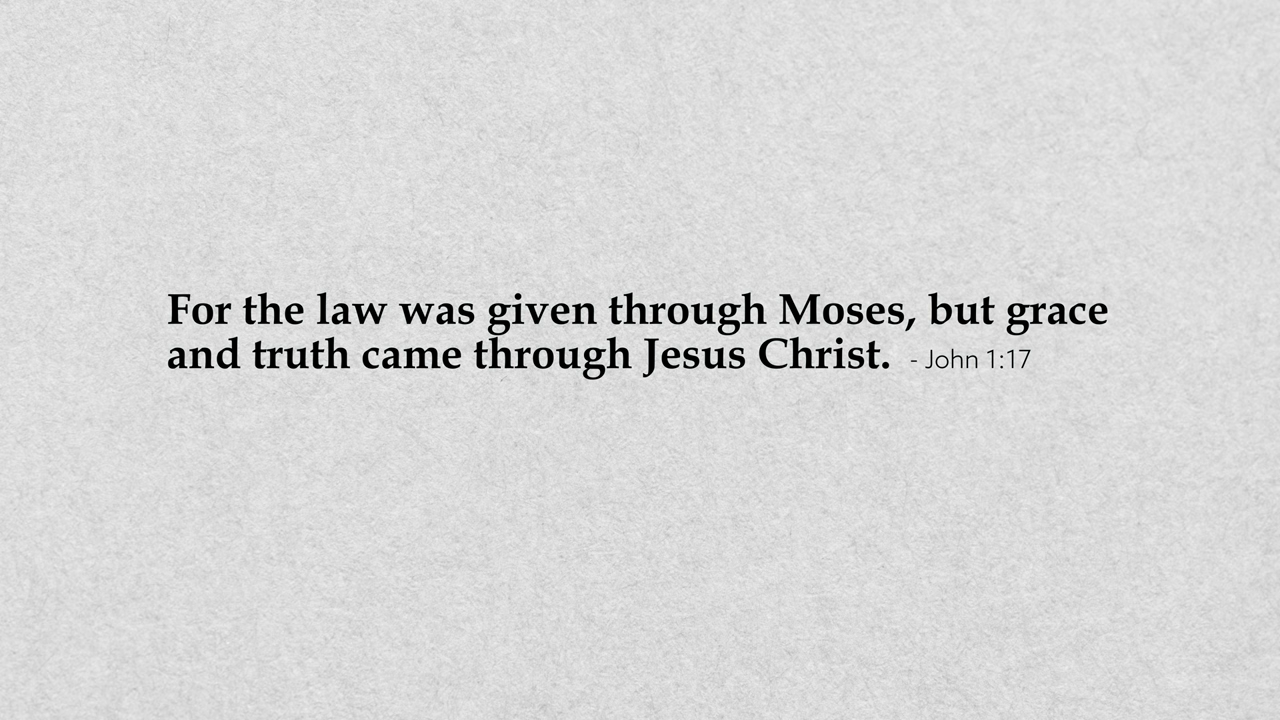 For the law was given through Moses, but grace
and truth came through Jesus Christ. - John 1:17